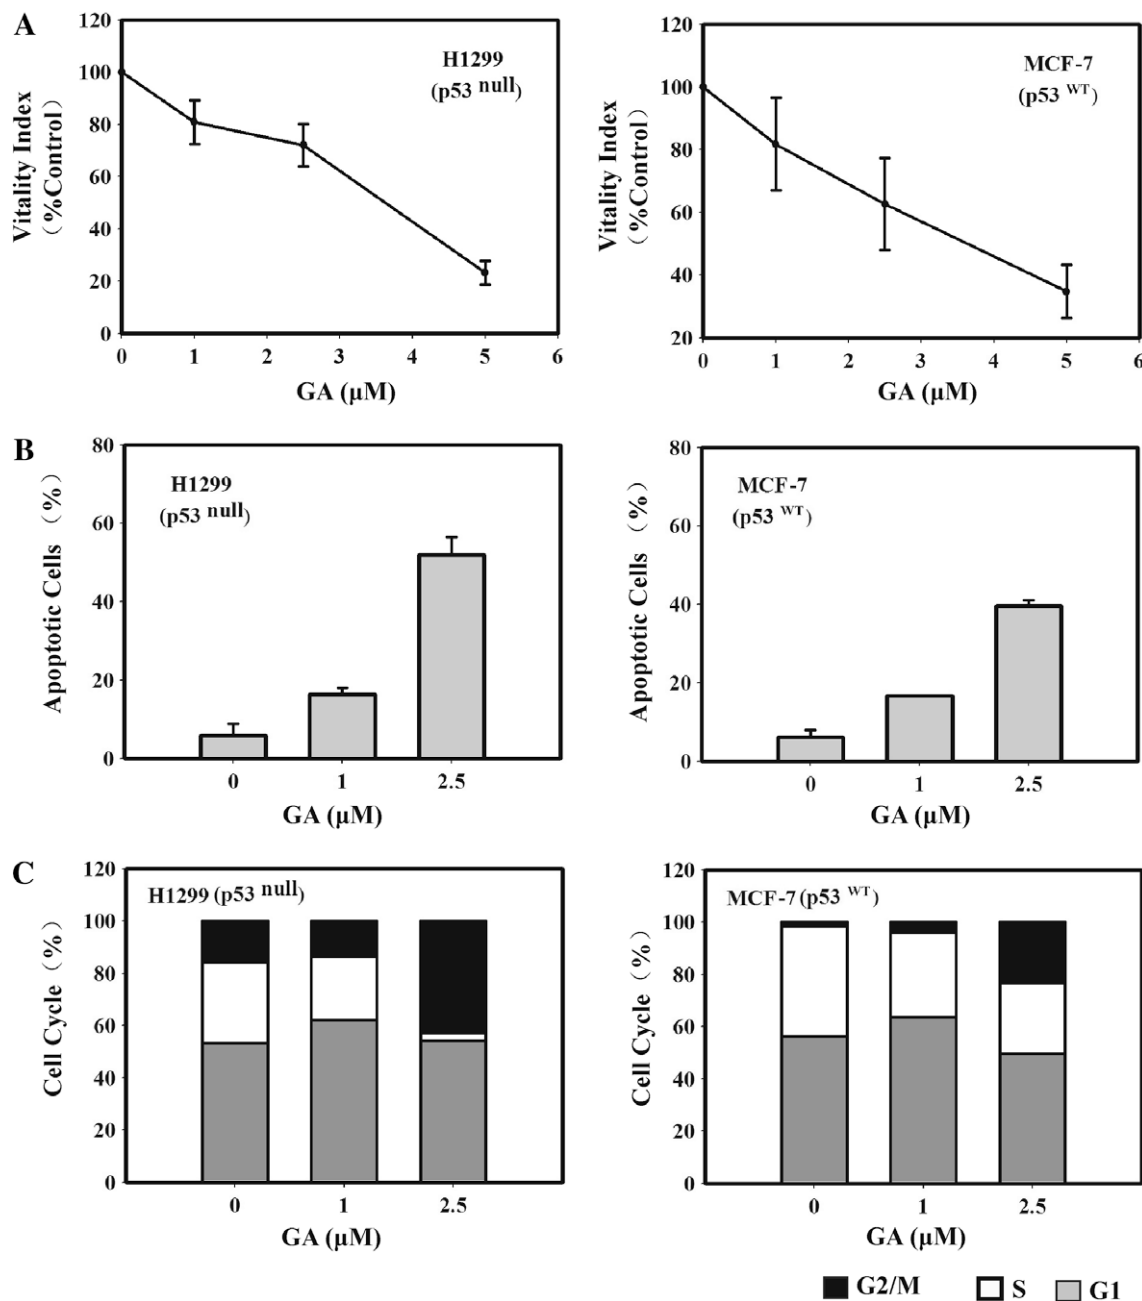 A
120
100
80
60
40
20
0
Vitality Index
(%Control)
H1299
(p53 null)
0 1 2 3 4 5 6
GA (µM)
120
100
80
60
40
20
Vitality Index
(%Control)
MCF-7
(p53 WT)
0 1 2 3 4 5 6
GA (µM)
B
80
60
40
20
0
Apoptotic Cells (%)
H1299
(p53 null)
0 1 2.5
GA (µM)
80
60
40
20
0
Apoptotic Cells (%)
MCF-7
(p53 WT)
0 1 2.5
GA (µM)
C
120
100
80
60
40
20
0
Cell Cycle (%)
H1299 (p53 null)
0 1 2.5
GA (µM)
120
100
80
60
40
20
0
Cell Cycle (%)
MCF-7 (p53 WT)
0 1 2.5
GA (µM)
G2/M S G1